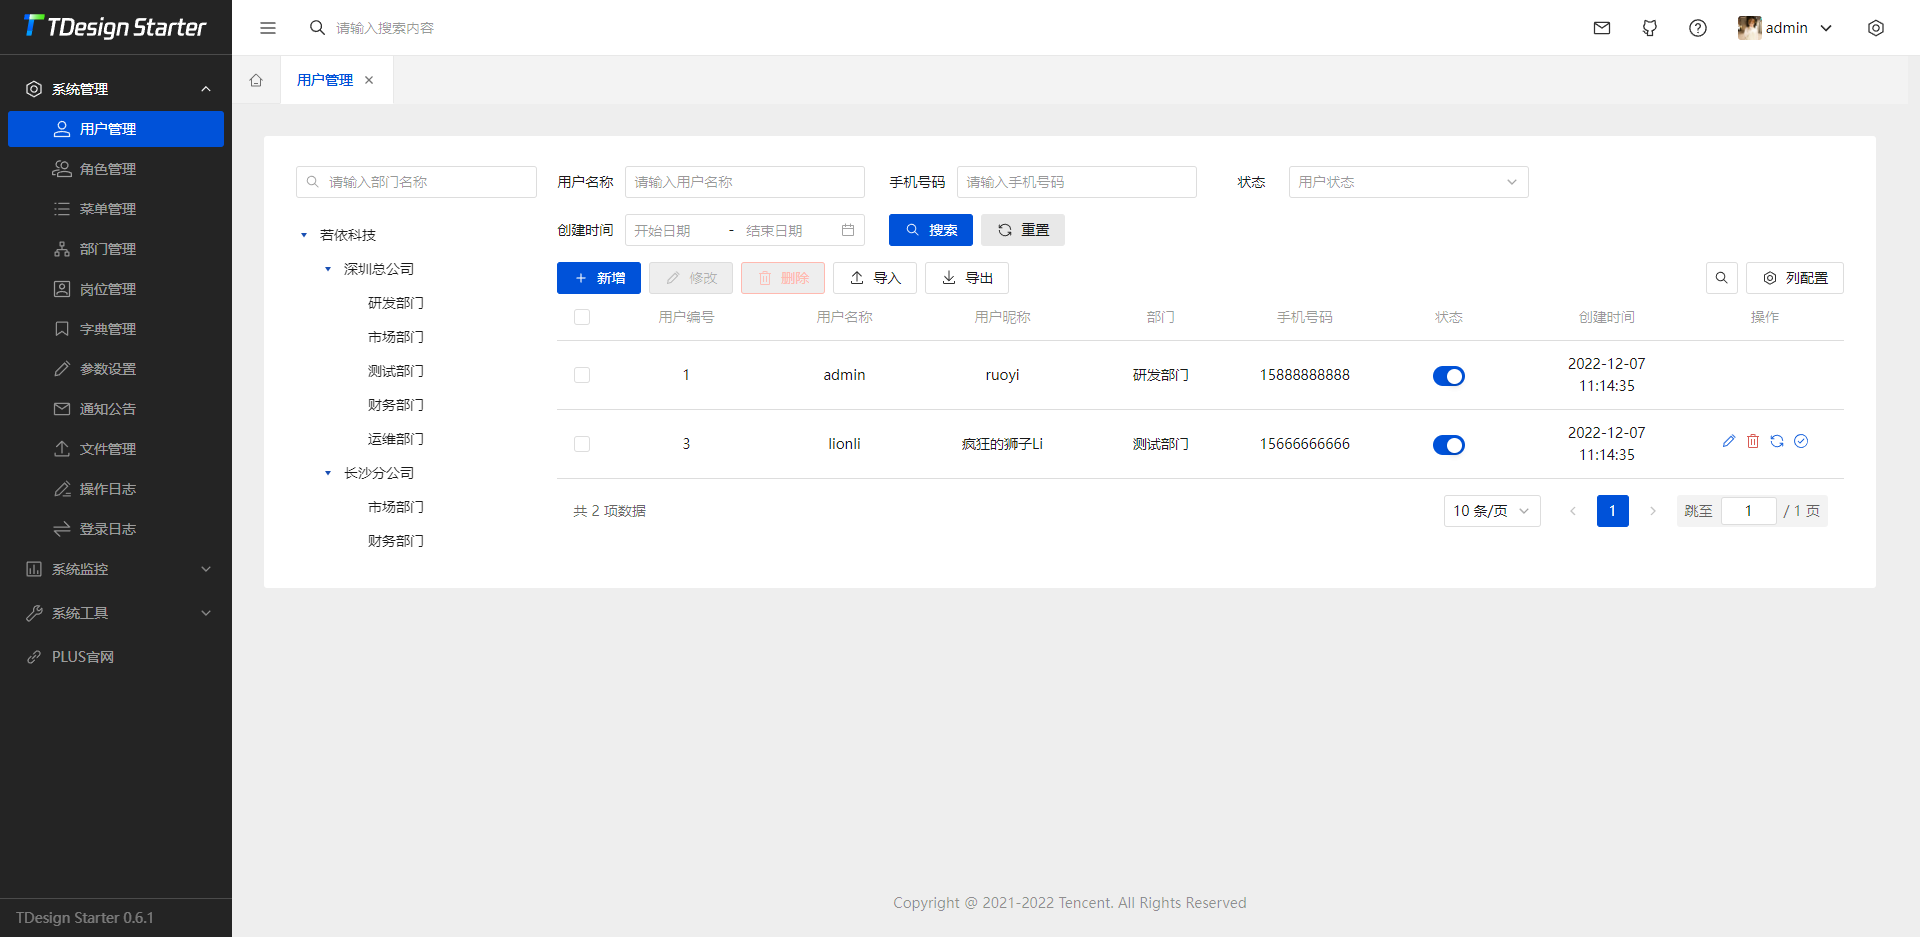 TDesign Starter
请输入搜索内容
admin
系统管理
用户管理
角色管理
菜单管理
部门管理
岗位管理
字典管理
参数设置
通知公告
文件管理
操作日志
登录日志
系统监控
系统工具
PLUS官网
TDesign Starter 0.6.1
用户管理
请输入部门名称
若依科技
深圳总公司
研发部门
市场部门
测试部门
财务部门
运维部门
长沙分公司
市场部门
财务部门
用户名称 请输入用户名称 手机号码 请输入手机号码 状态 用户状态
创建时间 开始日期 - 结束日期 搜索 重置
新增 修改 删除 导入 导出 列配置
用户编号 用户名称 用户昵称 部门 手机号码 状态 创建时间 操作
1 admin ruoyi 研发部门 15888888888 2022-12-07 11:14:35
3 lionli 疯狂的狮子Li 测试部门 15666666666 2022-12-07 11:14:35
共 2 项数据 10 条/页 1 跳至 1 / 1 页
Copyright @ 2021-2022 Tencent. All Rights Reserved